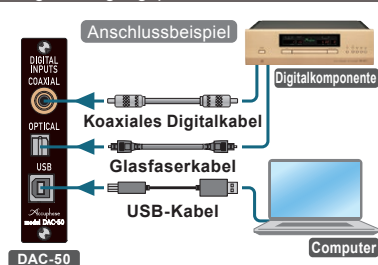 Anschlussbeispiel
DIGITAL
INPUTS
COAXIAL
Digitalkomponente
Koaxiales Digitalkabel
OPTICAL
Glasfaserkabel
USB
USB-Kabel
Accuphase
model DAC-50
Computer
DAC-50